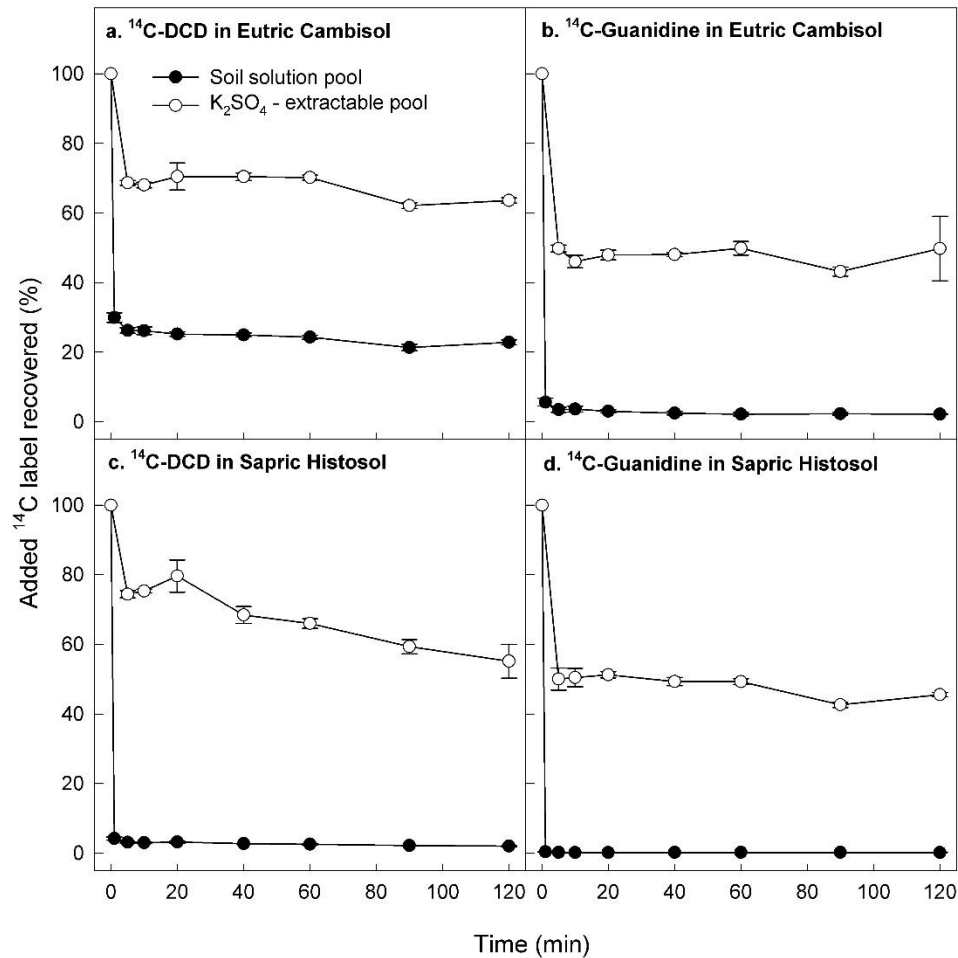 a. ¹⁴C-DCD in Eutric Cambisol
b. ¹⁴C-Guanidine in Eutric Cambisol
Soil solution pool
K₂SO₄ - extractable pool
100
80
60
40
20
0
c. ¹⁴C-DCD in Sapric Histosol
d. ¹⁴C-Guanidine in Sapric Histosol
100
80
60
40
20
0
0 20 40 60 80 100 120
0 20 40 60 80 100 120
Added ¹⁴C label recovered (%)
Time (min)